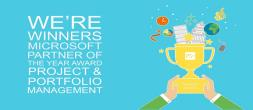 WE'RE
WINNERS
MICROSOFT
PARTNER OF
THE YEAR AWARD
PROJECT &
PORTFOLIO
MANAGEMENT